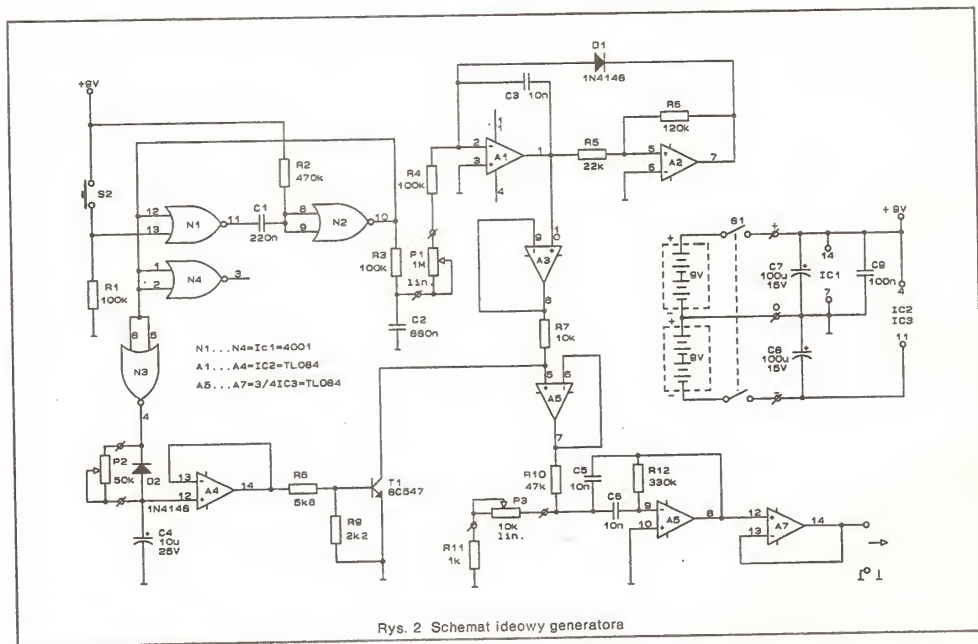 +9V
S2
R1
100k
R2
470k
12
13
N1
11
C1
220n
8
9
N2
10
1
2
N4
3
R3
100k
C2
680n
R4
100k
P1
1M
lin.
C3 10n
D1
1N4146
2
3
A1
1
11
4
R5
22k
R6
120k
5
6
A2
7
9
10
A3
8
R7
10k
5
6
A5
7
6
5
N3
4
N1...N4=Ic1=4001
A1...A4=IC2=TL084
A5...A7=3/4IC3=TL084
P2
50k
D2
1N4146
C4
10u
25V
13
12
A4
14
R8
5k6
T1
BC547
R9
2k2
R10
47k
P3
10k
lin.
R11
1k
C5
10n
C6
10n
R12
330k
9
10
A6
8
12
13
A7
14
S1
+
9V
-
+
9V
-
+
0
-
C7
100u
15V
C8
100u
15V
14
IC1
7
C9
100n
+9V
4
IC2
IC3
11
Rys. 2 Schemat ideowy generatora